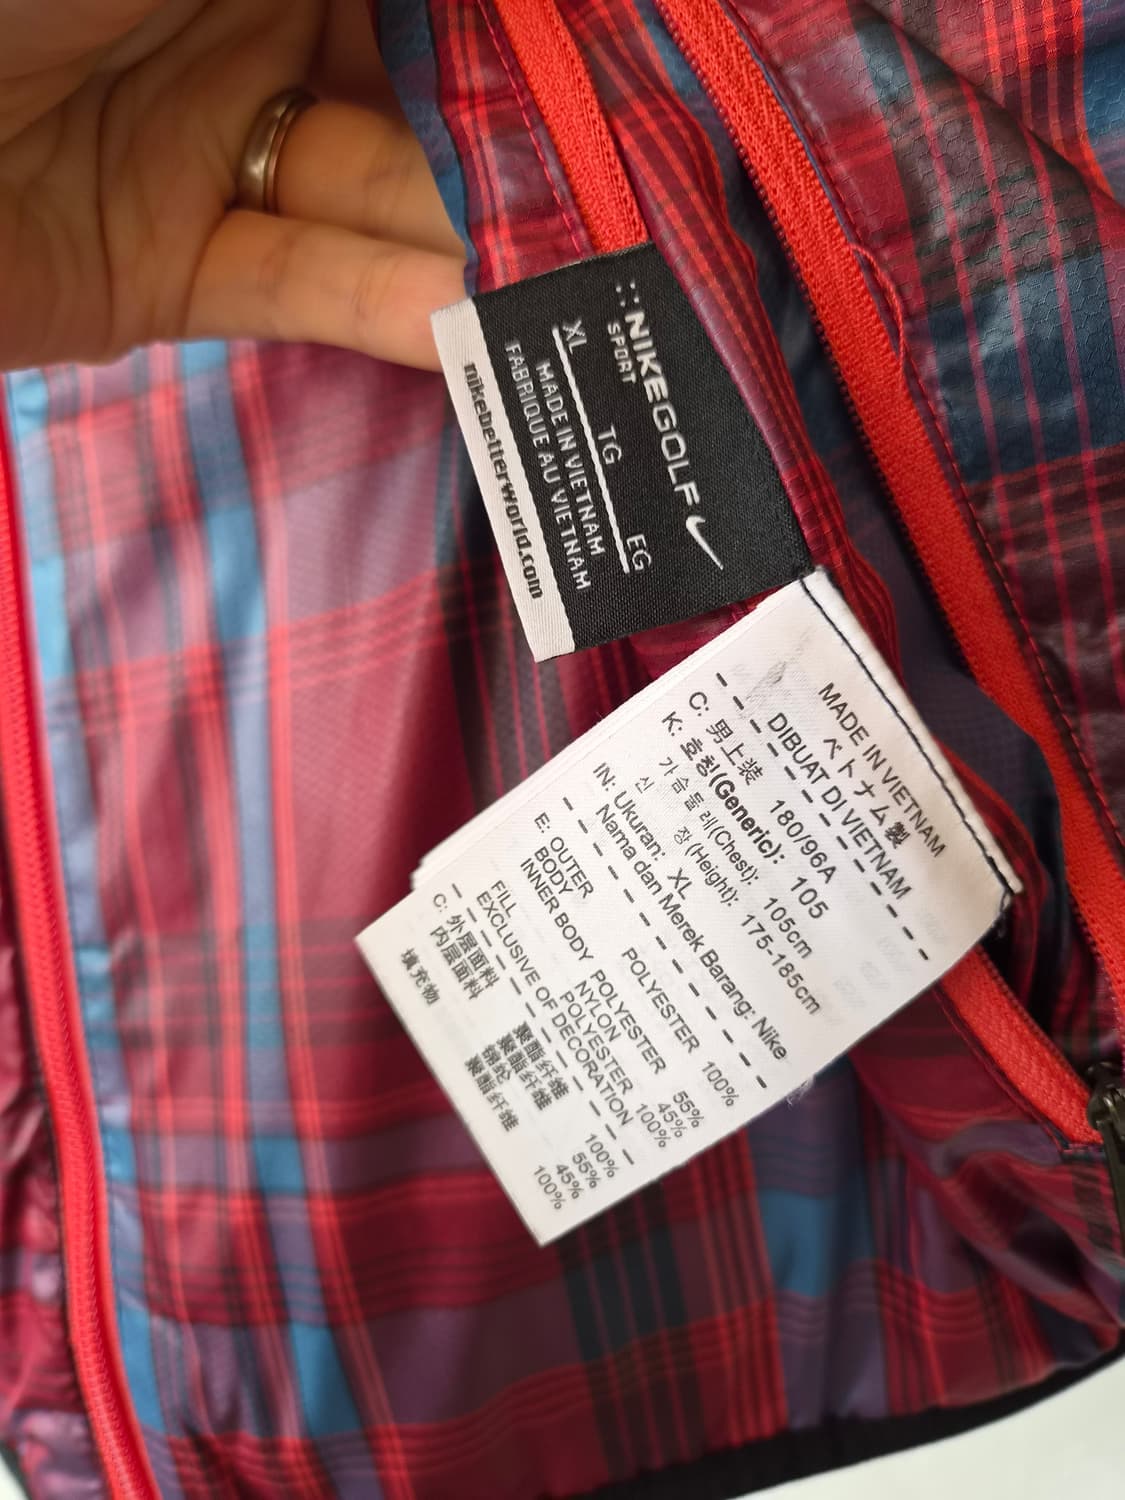 NIKEGOLF
SPORT
XL TG EG
MADE IN VIETNAM
FABRIQUE AU VIETNAM
nikebetterworld.com
MADE IN VIETNAM
ベトナム製
DIBUAT DI VIETNAM
C: 男上装 180/96A
K: 호칭(Generic): 105
가슴둘레(Chest): 105cm
신 장(Height): 175-185cm
IN: Ukuran: XL
Nama dan Merek Barang: Nike
E: OUTER POLYESTER 100%
BODY
INNER BODY POLYESTER 55%
NYLON 45%
FILL POLYESTER 100%
EXCLUSIVE OF DECORATION
C: 外层面料 聚酯纤维 100%
内层面料 聚酯纤维 55%
锦纶 45%
填充物 聚酯纤维 100%